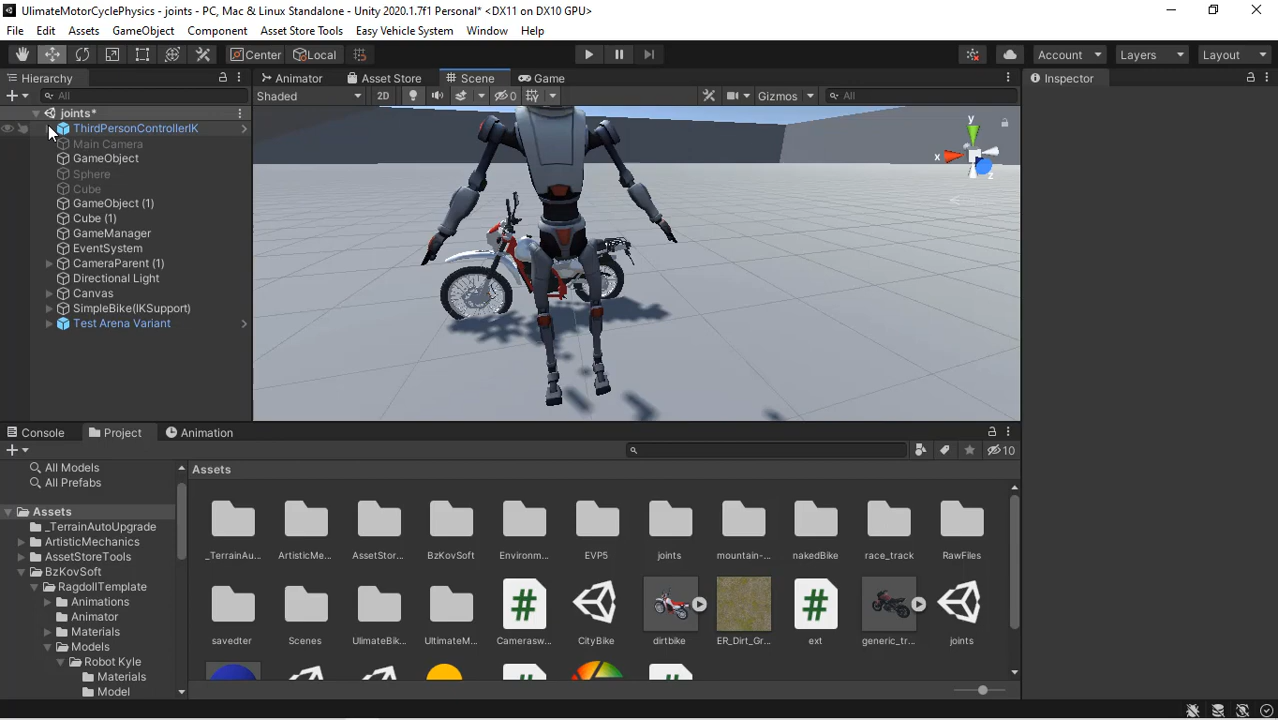 UlimateMotorCyclePhysics - joints - PC, Mac & Linux Standalone - Unity 2020.1.7f1 Personal* <DX11 on DX10 GPU>
File Edit Assets GameObject Component Asset Store Tools Easy Vehicle System Window Help
Center Local Account Layers Layout
Hierarchy Animator Asset Store Scene Game Inspector
All Shaded 2D 0 Gizmos All
joints*
ThirdPersonControllerIK
Main Camera
GameObject
Sphere
Cube
GameObject (1)
Cube (1)
GameManager
EventSystem
CameraParent (1)
Directional Light
Canvas
SimpleBike(IKSupport)
Test Arena Variant
y
x
z
Console Project Animation
10
All Models
All Prefabs
Assets
_TerrainAutoUpgrade
ArtisticMechanics
AssetStoreTools
BzKovSoft
RagdollTemplate
Animations
Animator
Materials
Models
Robot Kyle
Materials
Model
Assets
_TerrainAu... ArtisticMe... AssetStor... BzKovSoft Environm... EVP5 joints mountain-... nakedBike race_track RawFiles
savedter Scenes UlimateBik... UltimateM... Camerasw... CityBike dirtbike ER_Dirt_Gr... ext generic_tr... joints